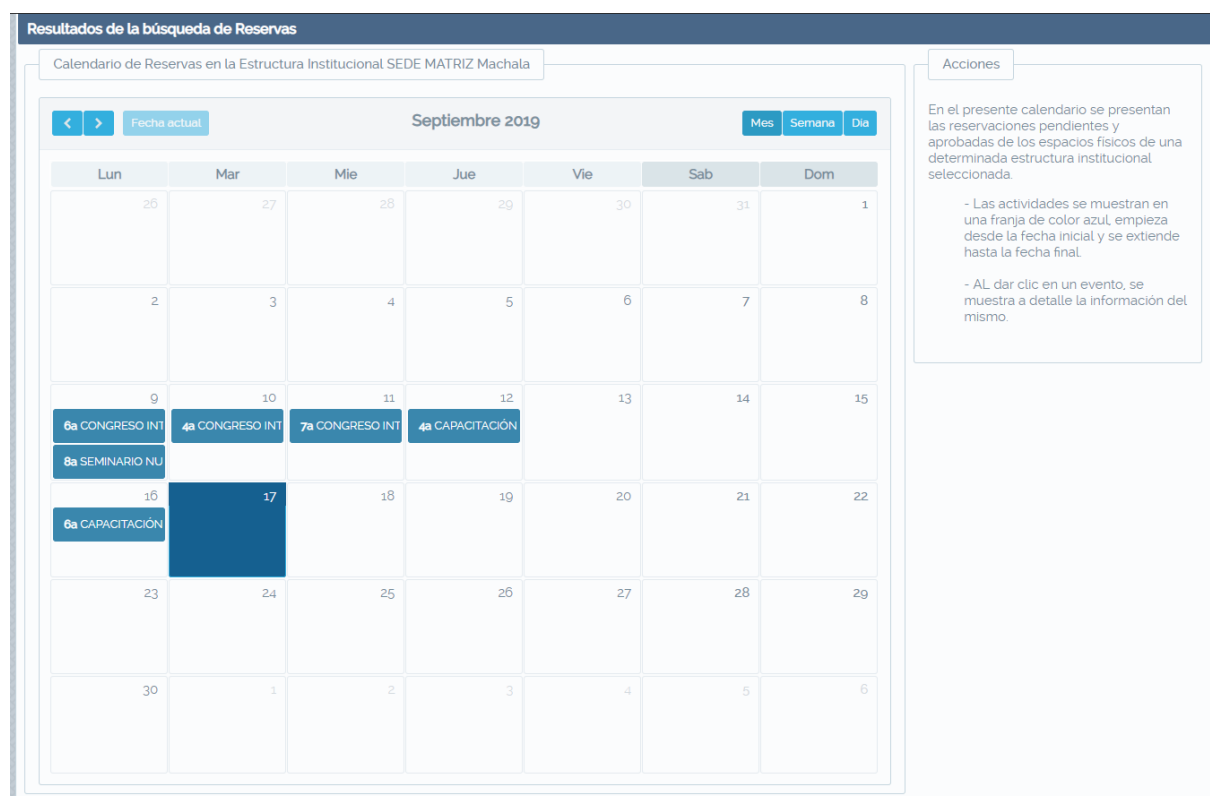 Resultados de la búsqueda de Reservas
Calendario de Reservas en la Estructura Institucional SEDE MATRIZ Machala
Fecha actual
Septiembre 2019
Mes Semana Día
Lun Mar Mie Jue Vie Sab Dom
26 27 28 29 30 31 1
2 3 4 5 6 7 8
9 10 11 12 13 14 15
6a CONGRESO INT 4a CONGRESO INT 7a CONGRESO INT 4a CAPACITACIÓN
8a SEMINARIO NU
16 17 18 19 20 21 22
6a CAPACITACIÓN
23 24 25 26 27 28 29
30 1 2 3 4 5 6
Acciones
En el presente calendario se presentan
las reservaciones pendientes y
aprobadas de los espacios físicos de una
determinada estructura institucional
seleccionada.
- Las actividades se muestran en
una franja de color azul, empieza
desde la fecha inicial y se extiende
hasta la fecha final.
- AL dar clic en un evento, se
muestra a detalle la información del
mismo.